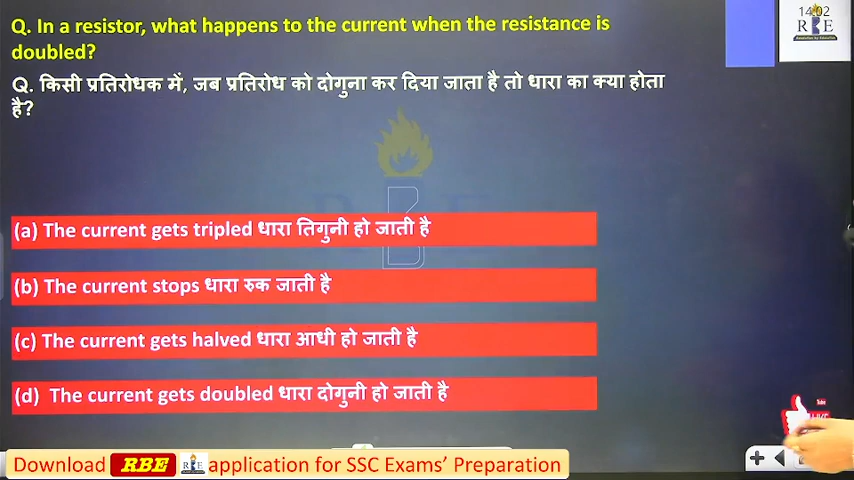 Q. In a resistor, what happens to the current when the resistance is
doubled?
Q. किसी प्रतिरोधक में, जब प्रतिरोध को दोगुना कर दिया जाता है तो धारा का क्या होता
है?
14:02
RBE
RBE
(a) The current gets tripled धारा तिगुनी हो जाती है
(b) The current stops धारा रुक जाती है
(c) The current gets halved धारा आधी हो जाती है
(d) The current gets doubled धारा दोगुनी हो जाती है
Download RBE RBE application for SSC Exams’ Preparation